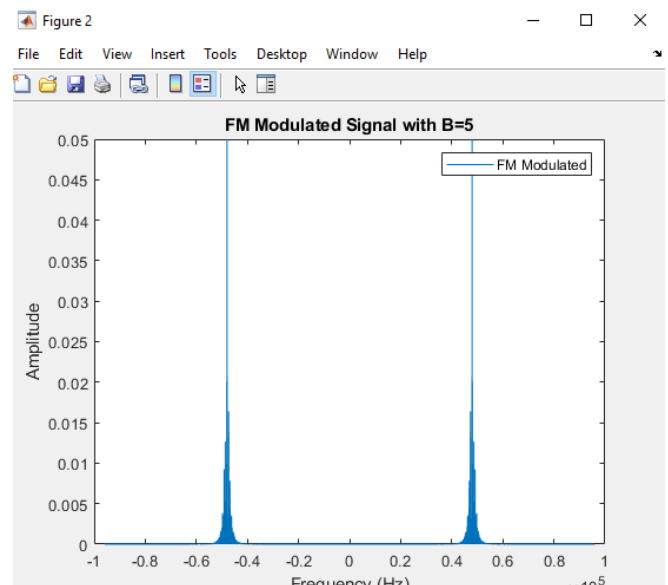 Figure 2
File Edit View Insert Tools Desktop Window Help
FM Modulated Signal with B=5
FM Modulated
0.05
0.045
0.04
0.035
0.03
0.025
0.02
0.015
0.01
0.005
0
Amplitude
-1 -0.8 -0.6 -0.4 -0.2 0 0.2 0.4 0.6 0.8 1
Frequency (Hz)
×10⁵